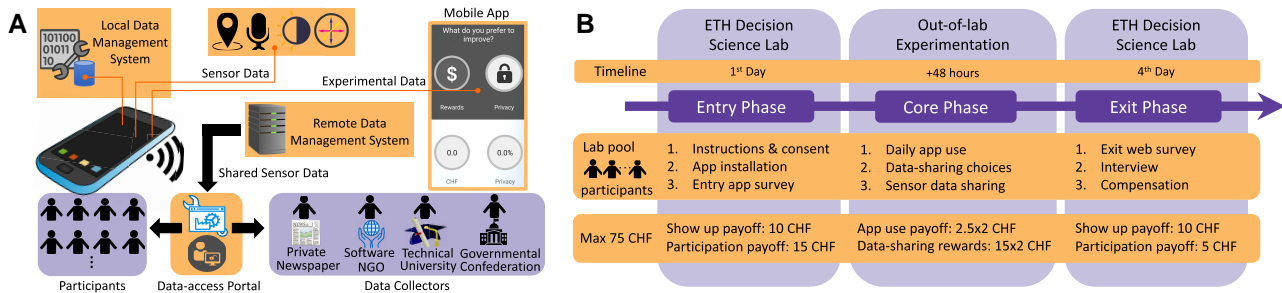 A
101100
01011
10
Local Data
Management
System
Sensor Data
Experimental Data
Mobile App
What do you prefer to
improve?
$
Rewards
Privacy
0.0
0.0%
CHF
Privacy
Remote Data
Management System
Shared Sensor Data
NEWS
Private
Newspaper
Software
NGO
Technical
University
Governmental
Confederation
Participants
Data-access Portal
Data Collectors
B
ETH Decision
Science Lab
Out-of-lab
Experimentation
ETH Decision
Science Lab
Timeline
1st Day
+48 hours
4th Day
Entry Phase
Core Phase
Exit Phase
Lab pool
participants
1. Instructions & consent
2. App installation
3. Entry app survey
1. Daily app use
2. Data-sharing choices
3. Sensor data sharing
1. Exit web survey
2. Interview
3. Compensation
Max 75 CHF
Show up payoff: 10 CHF
Participation payoff: 15 CHF
App use payoff: 2.5x2 CHF
Data-sharing rewards: 15x2 CHF
Show up payoff: 10 CHF
Participation payoff: 5 CHF